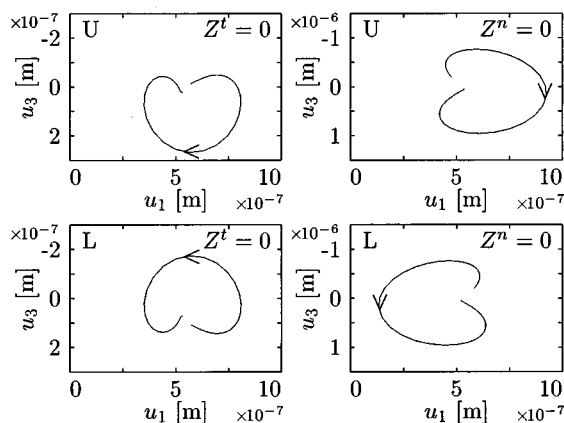 ×10⁻⁷ U Zᵗ = 0
-2
0
2
u₃ [m]
0 5 10
u₁ [m] ×10⁻⁷
×10⁻⁶ U Zⁿ = 0
-1
0
1
u₃ [m]
0 5 10
u₁ [m] ×10⁻⁷
×10⁻⁷ L Zᵗ = 0
-2
0
2
u₃ [m]
0 5 10
u₁ [m] ×10⁻⁷
×10⁻⁶ L Zⁿ = 0
-1
0
1
u₃ [m]
0 5 10
u₁ [m] ×10⁻⁷